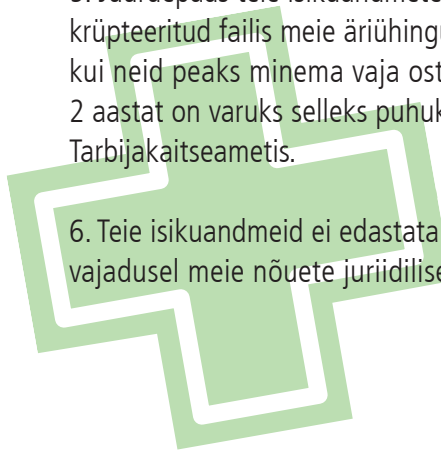 krüpteeritud failis meie äriühingu
kui neid peaks minema vaja ost
2 aastat on varuks selleks puhuk
Tarbijakaitseametis.
6. Teie isikuandmeid ei edastata
vajadusel meie nõuete juriidilise